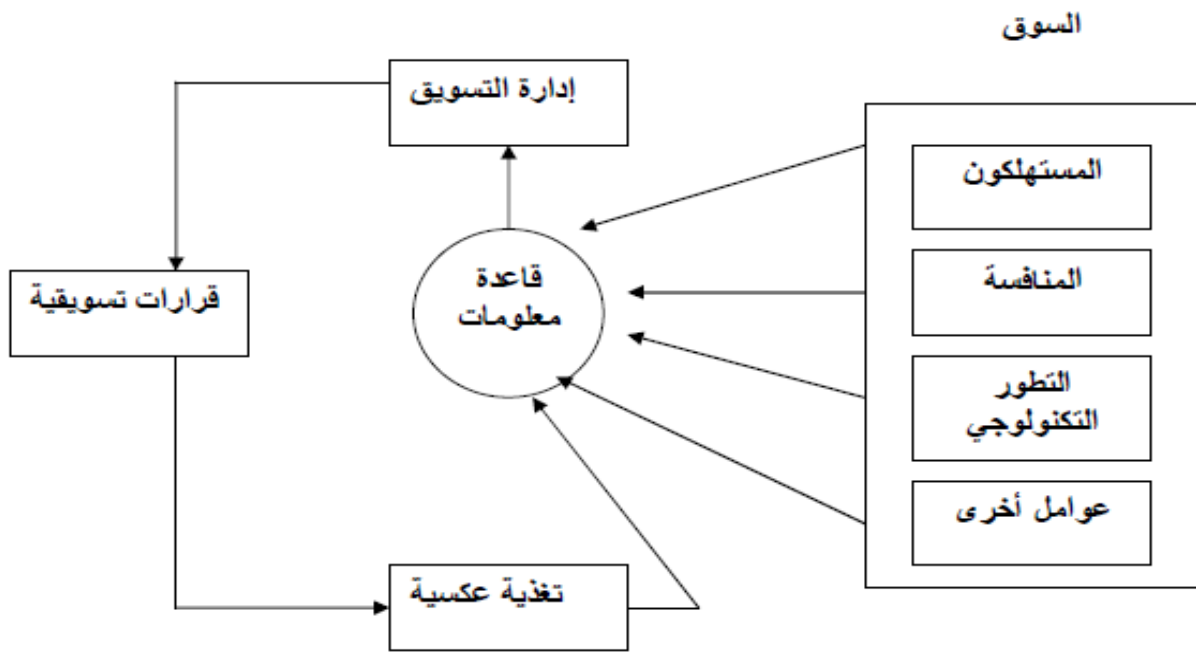 السوق
إدارة التسويق
المستهلكون
المنافسة
قاعدة
معلومات
قرارات تسويقية
التطور
التكنولوجي
عوامل أخرى
تغذية عكسية